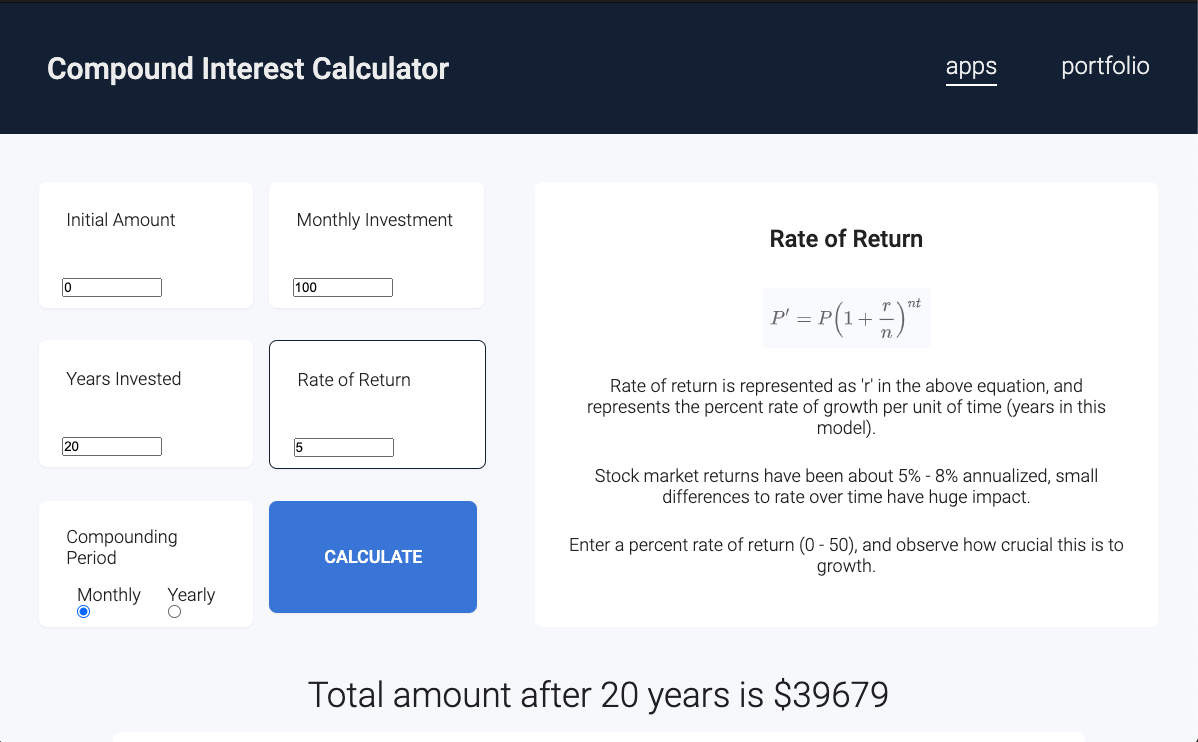 Compound Interest Calculator
apps
portfolio
Initial Amount
0
Monthly Investment
100
Years Invested
20
Rate of Return
5
Compounding
Period
Monthly
Yearly
CALCULATE
Rate of Return
P′ = P(1 + r/n)^nt
Rate of return is represented as 'r' in the above equation, and
represents the percent rate of growth per unit of time (years in this
model).
Stock market returns have been about 5% - 8% annualized, small
differences to rate over time have huge impact.
Enter a percent rate of return (0 - 50), and observe how crucial this is to
growth.
Total amount after 20 years is $39679